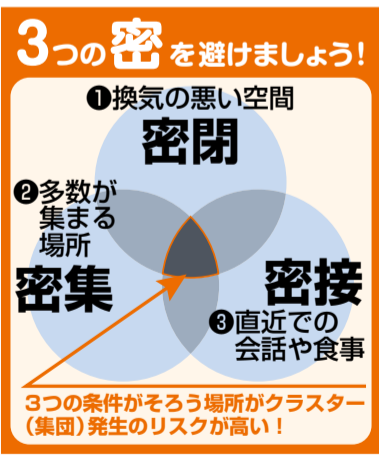 3つの密を避けましょう!
❶換気の悪い空間
密閉
❷多数が
集まる
場所
密集
密接
❸直近での
会話や食事
3つの条件がそろう場所がクラスター
(集団)発生のリスクが高い!